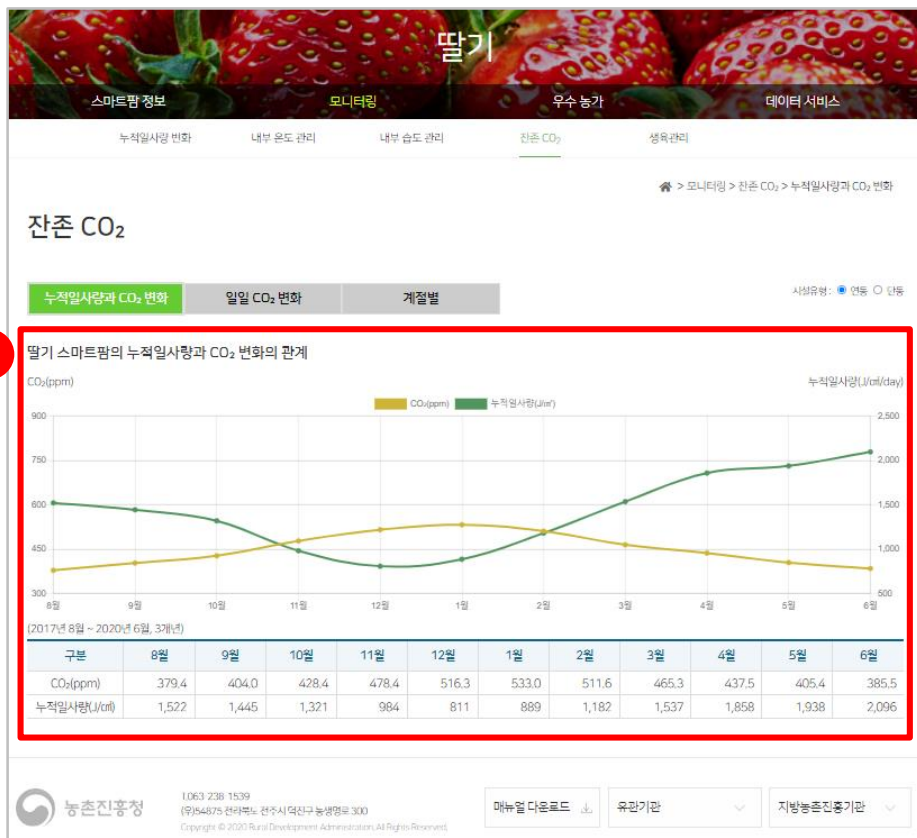 딸기
스마트팜 정보 모니터링 우수 농가 데이터 서비스
누적일사량 변화 내부 온도 관리 내부 습도 관리 잔존 CO₂ 생육관리
> 모니터링 > 잔존 CO₂ > 누적일사량과 CO₂ 변화
잔존 CO₂
누적일사량과 CO₂ 변화 일일 CO₂ 변화 계절별 시설유형 : 연동 단동
딸기 스마트팜의 누적일사량과 CO₂ 변화의 관계
CO₂(ppm) 누적일사량(J/㎠/day)
CO₂(ppm) 누적일사량(J/㎠)
900 2,500
750 2,000
600 1,500
450 1,000
300 500
8월 9월 10월 11월 12월 1월 2월 3월 4월 5월 6월
(2017년 8월 ~ 2020년 6월, 3개년)
구분 8월 9월 10월 11월 12월 1월 2월 3월 4월 5월 6월
CO₂(ppm) 379.4 404.0 428.4 478.4 516.3 533.0 511.6 465.3 437.5 405.4 385.5
누적일사량(J/㎠) 1,522 1,445 1,321 984 811 889 1,182 1,537 1,858 1,938 2,096
농촌진흥청
T.063-238-1539
(우)54875 전라북도 전주시 덕진구 농생명로 300
Copyright © 2020 Rural Development Administration, All Rights Reserved.
매뉴얼 다운로드 유관기관 지방농촌진흥기관